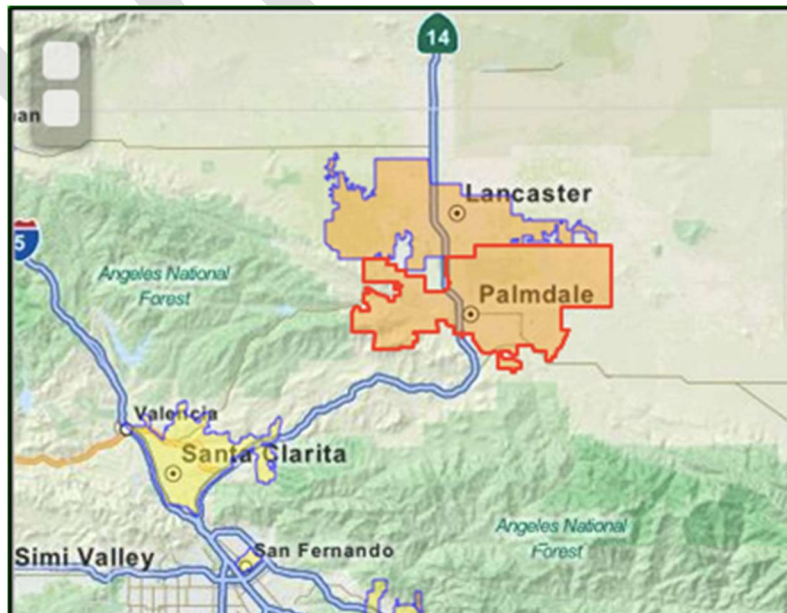 14
an
Lancaster
5
Angeles National
Forest
Palmdale
Valencia
Santa Clarita
Angeles National
Forest
San Fernando
Simi Valley